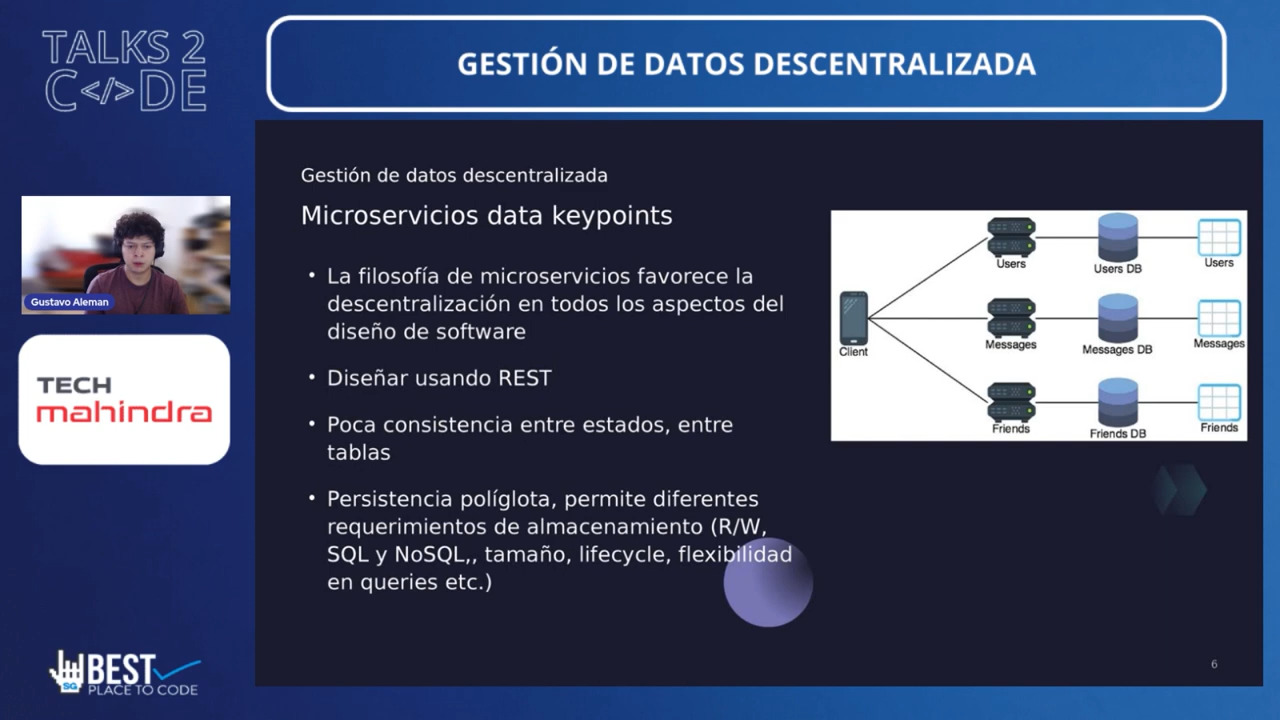 TALKS 2
C</>DE
GESTIÓN DE DATOS DESCENTRALIZADA
Gestión de datos descentralizada
Microservicios data keypoints
• La filosofía de microservicios favorece la
descentralización en todos los aspectos del
diseño de software
• Diseñar usando REST
• Poca consistencia entre estados, entre
tablas
• Persistencia políglota, permite diferentes
requerimientos de almacenamiento (R/W,
SQL y NoSQL,, tamaño, lifecycle, flexibilidad
en queries etc.)
Client
Users
Users DB
Users
Messages
Messages DB
Messages
Friends
Friends DB
Friends
Gustavo Aleman
TECH
mahindra
SG
BEST
PLACE TO CODE
6